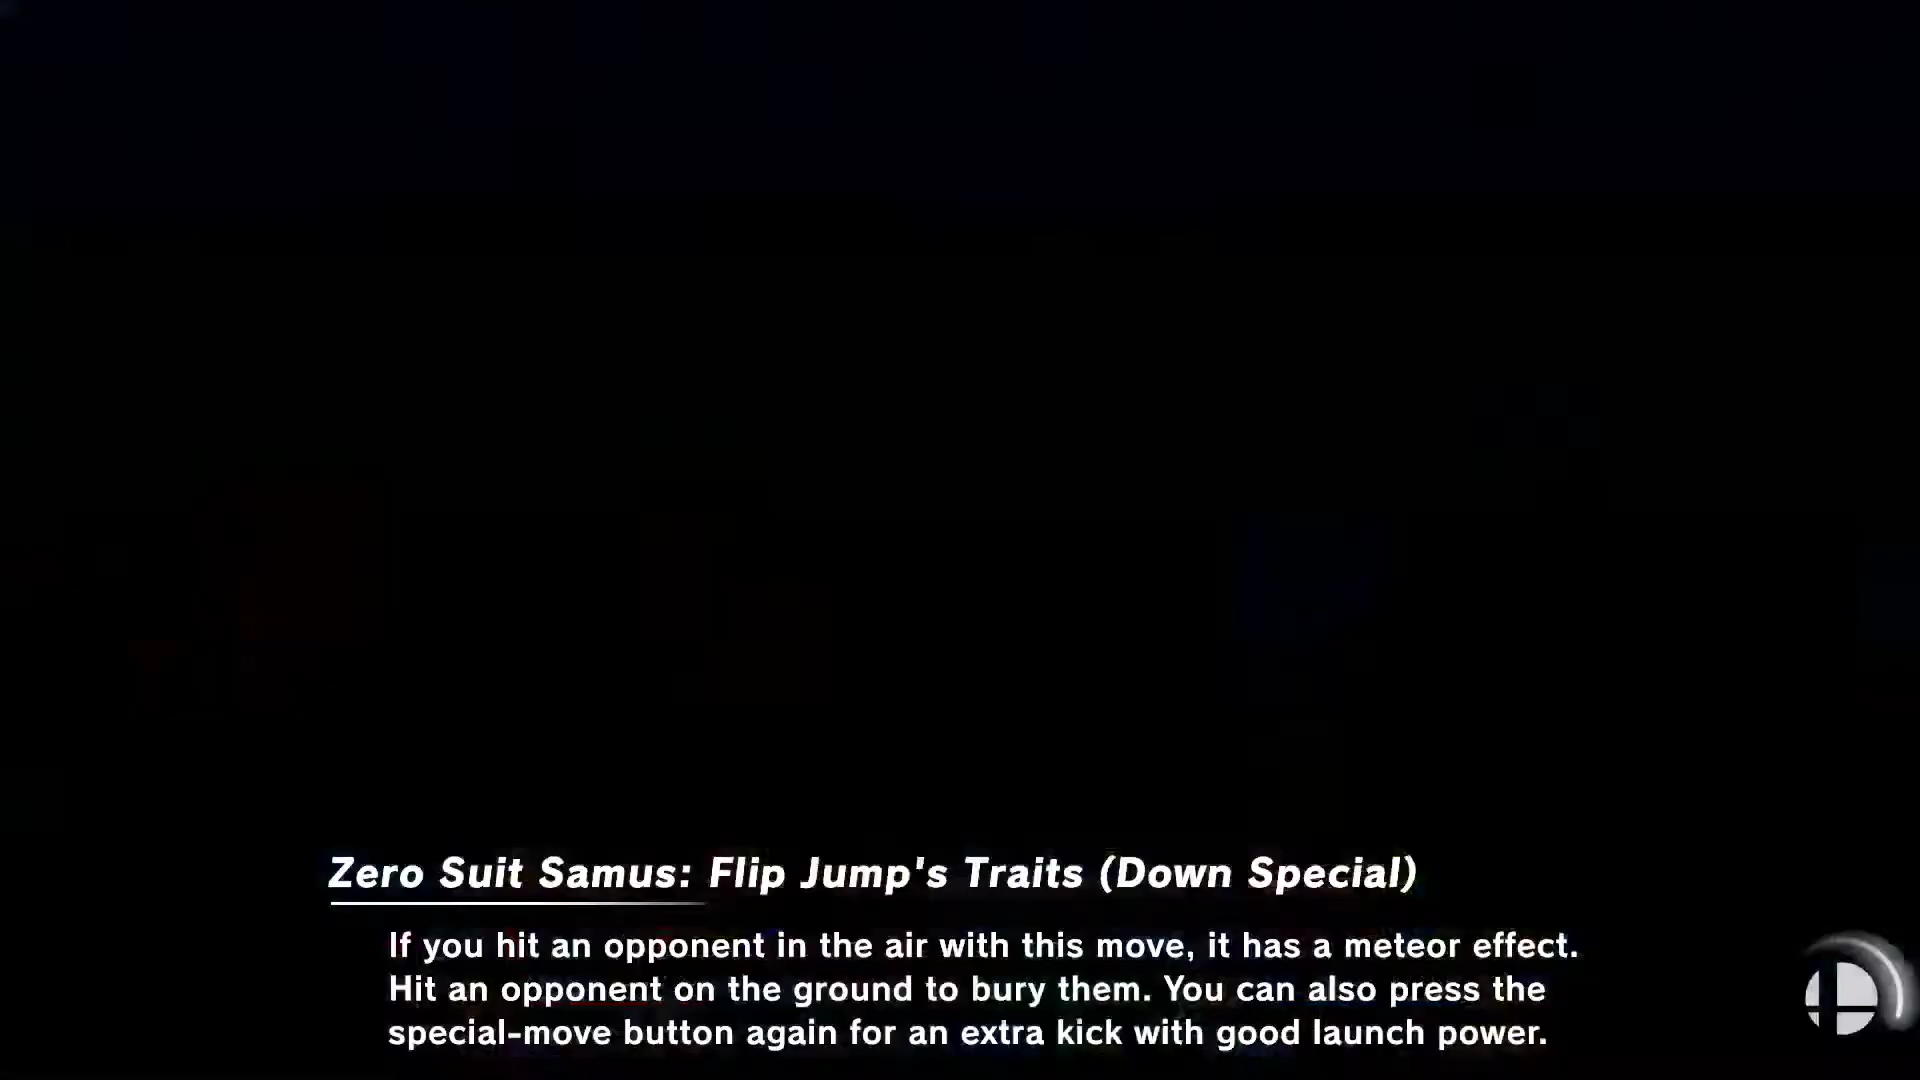 Zero Suit Samus: Flip Jump's Traits (Down Special)
If you hit an opponent in the air with this move, it has a meteor effect.
Hit an opponent on the ground to bury them. You can also press the
special-move button again for an extra kick with good launch power.